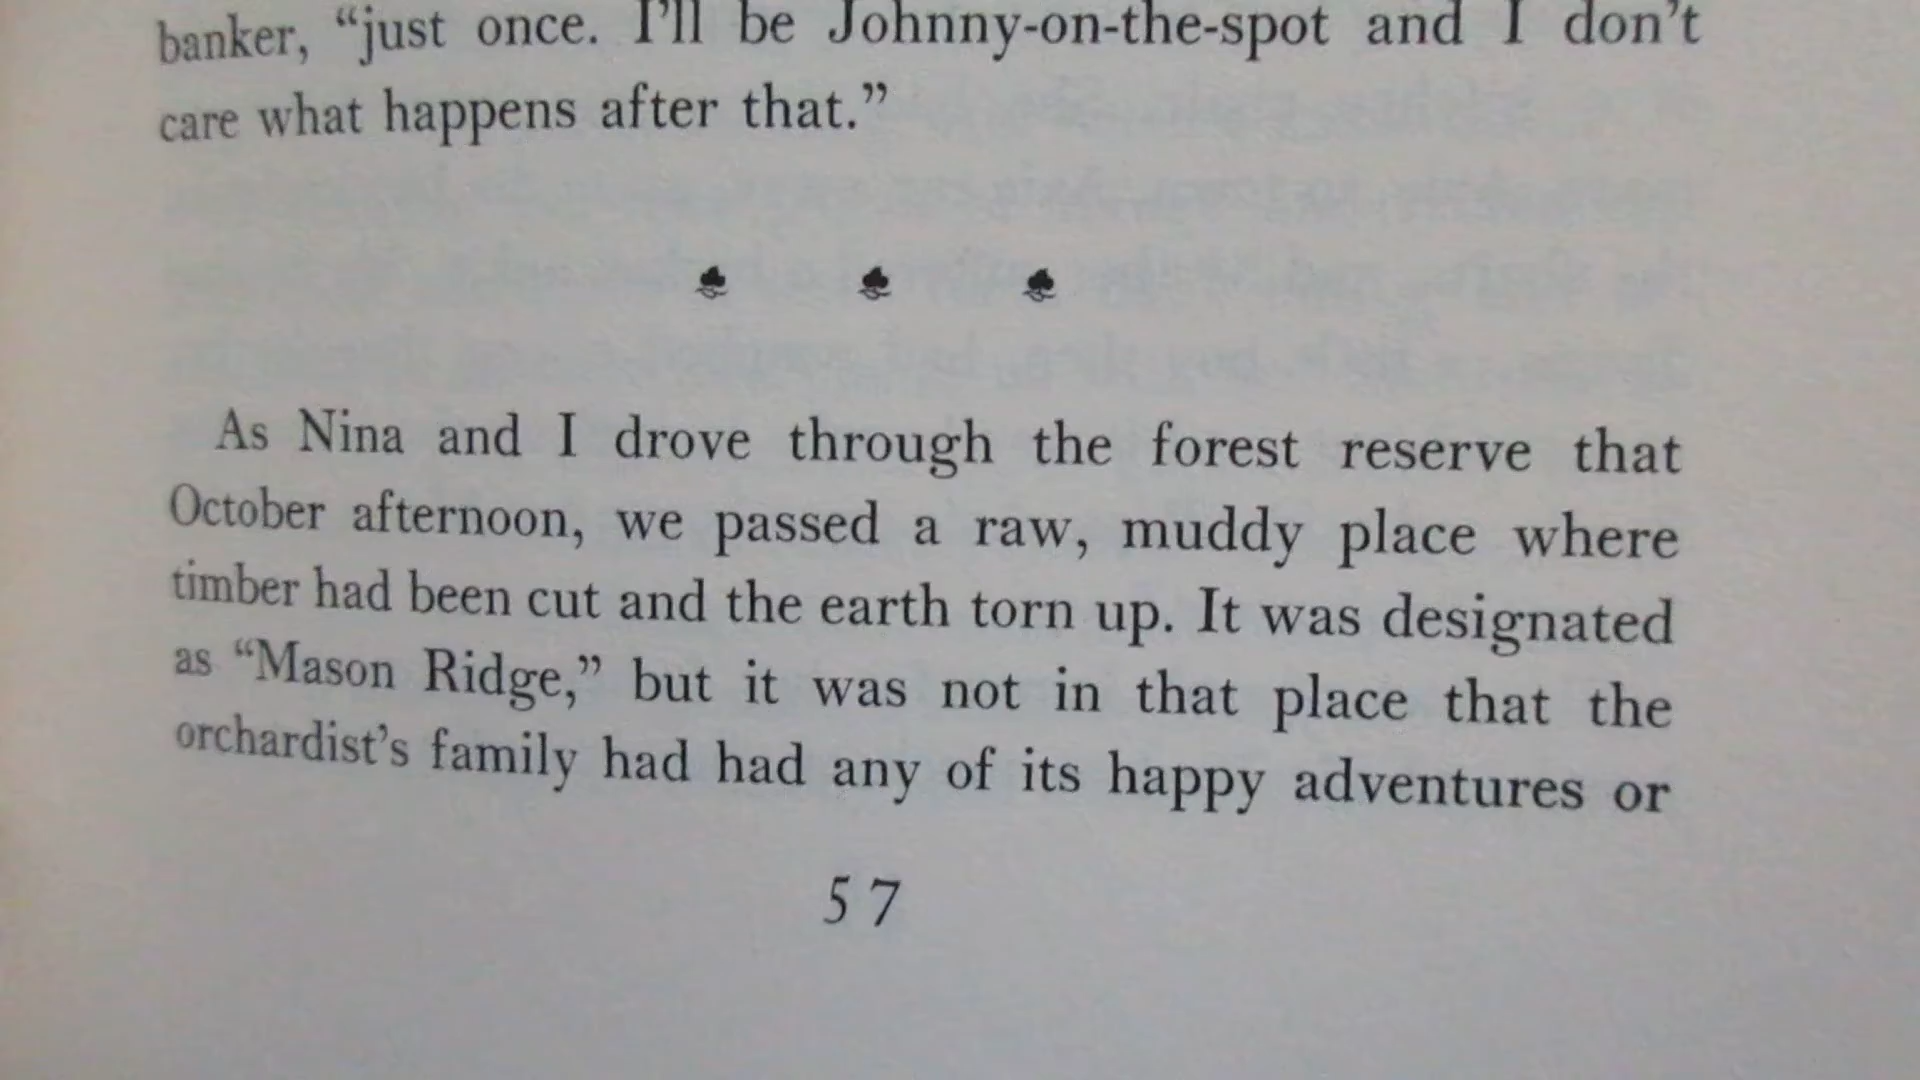 banker, “just once. I’ll be Johnny-on-the-spot and I don’t
care what happens after that.”
As Nina and I drove through the forest reserve that
October afternoon, we passed a raw, muddy place where
timber had been cut and the earth torn up. It was designated
as “Mason Ridge,” but it was not in that place that the
orchardist’s family had had any of its happy adventures or
57